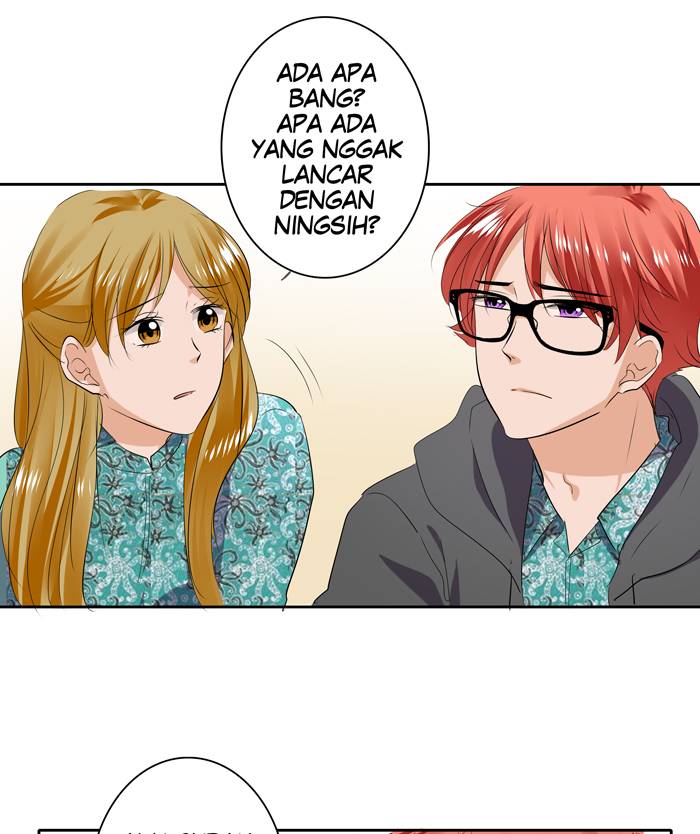 ADA APA
BANG?
APA ADA
YANG NGGAK
LANCAR
DENGAN
NINGSIH?